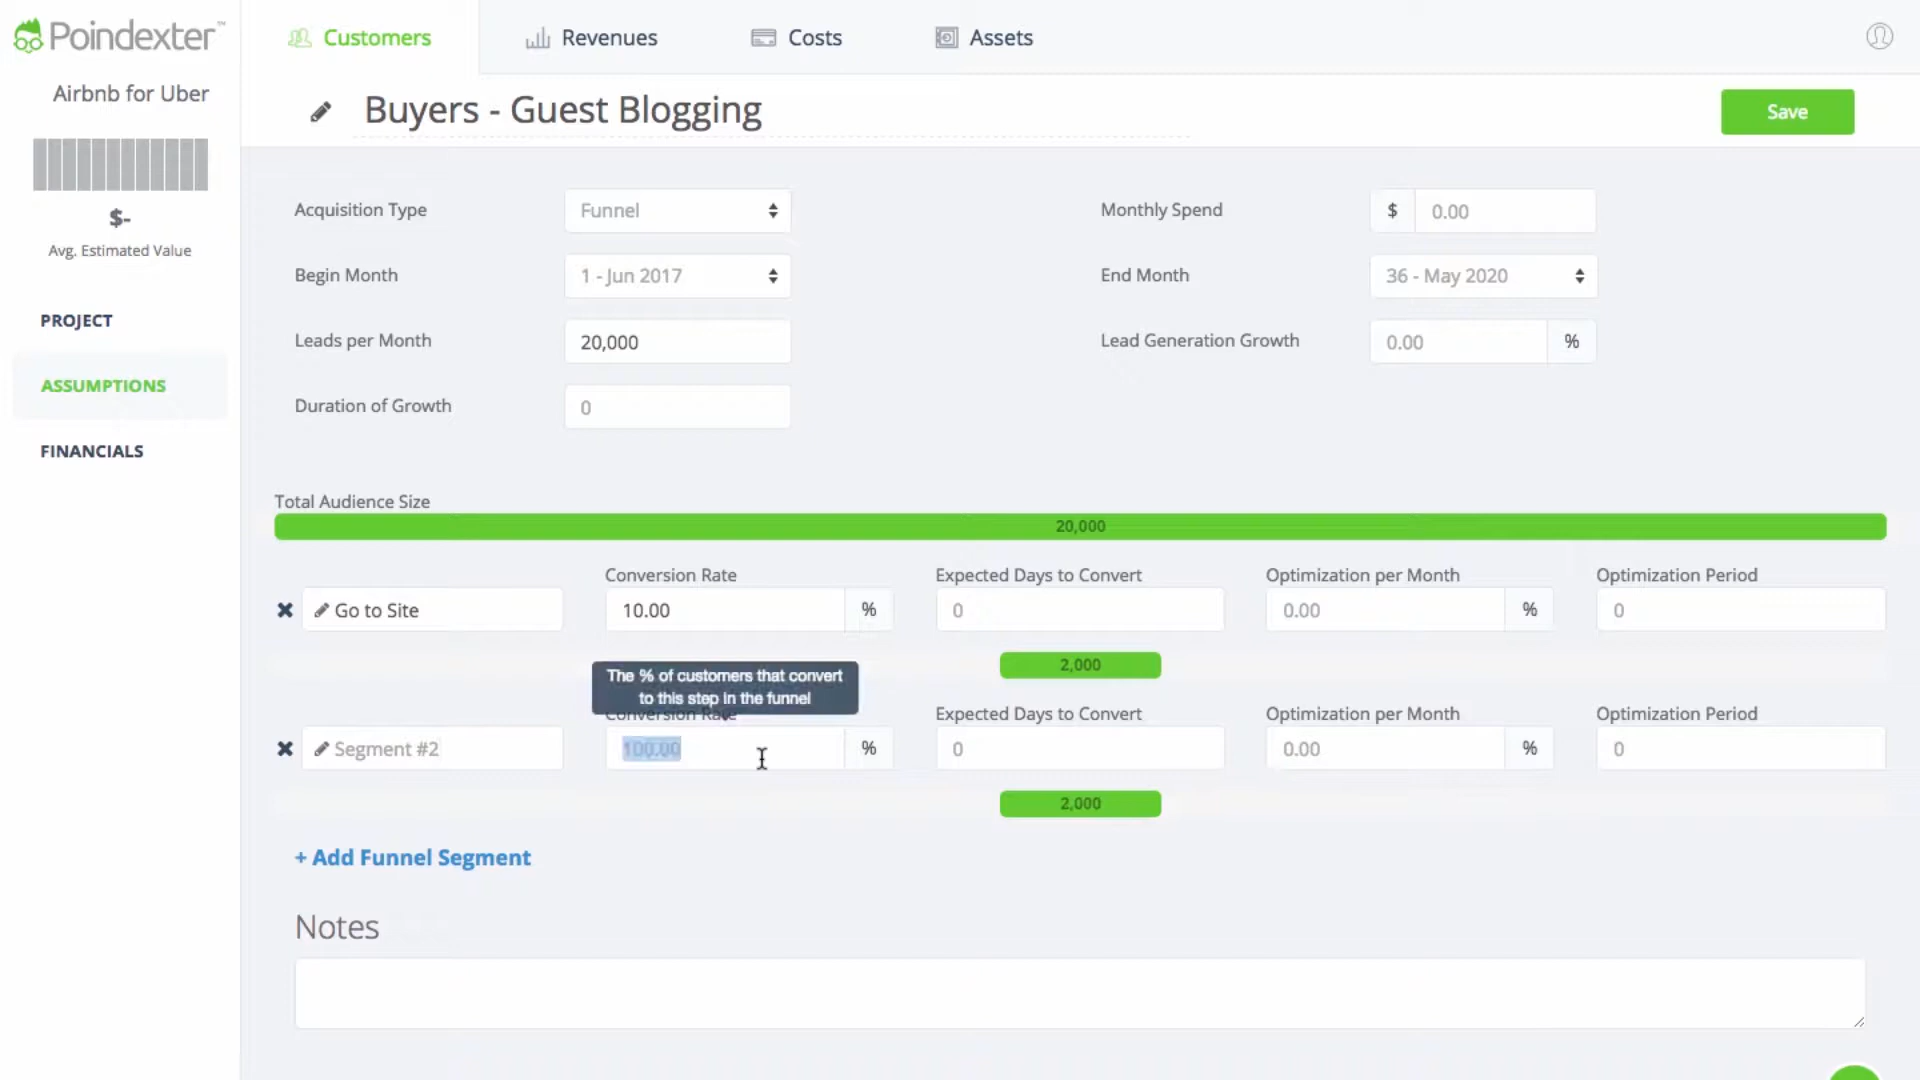 Poindexter™
Customers
Revenues
Costs
Assets
Airbnb for Uber
Buyers - Guest Blogging
Save
$-
Avg. Estimated Value
PROJECT
ASSUMPTIONS
FINANCIALS
Acquisition Type
Funnel
Monthly Spend
$
0.00
Begin Month
1 - Jun 2017
End Month
36 - May 2020
Leads per Month
20,000
Lead Generation Growth
0.00
%
Duration of Growth
0
Total Audience Size
20,000
Conversion Rate
Expected Days to Convert
Optimization per Month
Optimization Period
Go to Site
10.00
%
0
0.00
%
0
2,000
The % of customers that convert
to this step in the funnel
Conversion Rate
Expected Days to Convert
Optimization per Month
Optimization Period
Segment #2
100.00
%
0
0.00
%
0
2,000
+ Add Funnel Segment
Notes